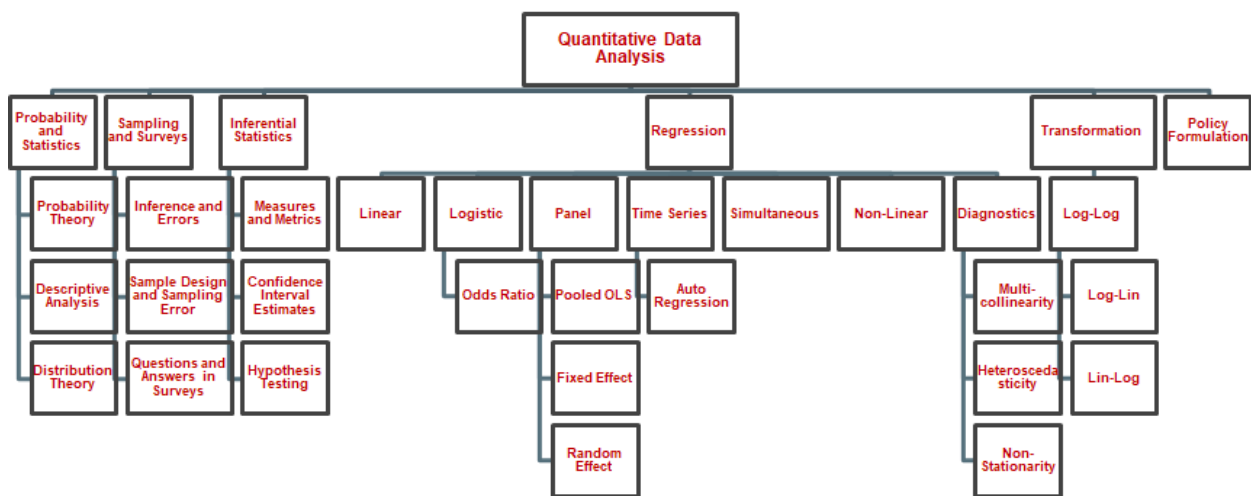 Quantitative Data
Analysis
Probability
and
Statistics
Sampling
and Surveys
Inferential
Statistics
Regression
Transformation
Policy
Formulation
Probability
Theory
Inference and
Errors
Measures
and Metrics
Linear
Logistic
Panel
Time Series
Simultaneous
Non-Linear
Diagnostics
Log-Log
Descriptive
Analysis
Sample Design
and Sampling
Error
Confidence
Interval
Estimates
Odds Ratio
Pooled OLS
Auto
Regression
Multi-
collinearity
Log-Lin
Distribution
Theory
Questions and
Answers in
Surveys
Hypothesis
Testing
Fixed Effect
Heterosceda
sticity
Lin-Log
Random
Effect
Non-
Stationarity